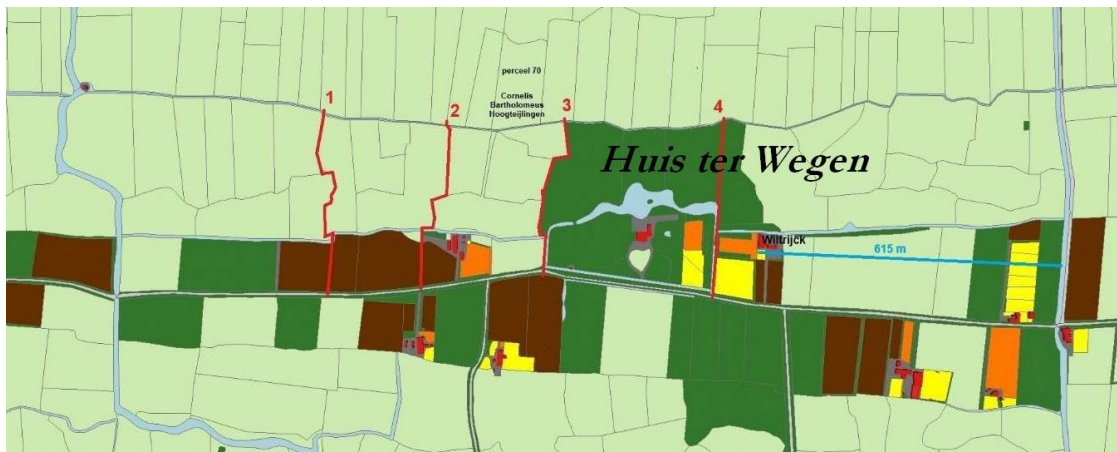 perceel 70
Cornelis
Bartholomeus
Hoogteijlingen
1
2
3
4
Huis ter Wegen
Wiltrijck
615 m